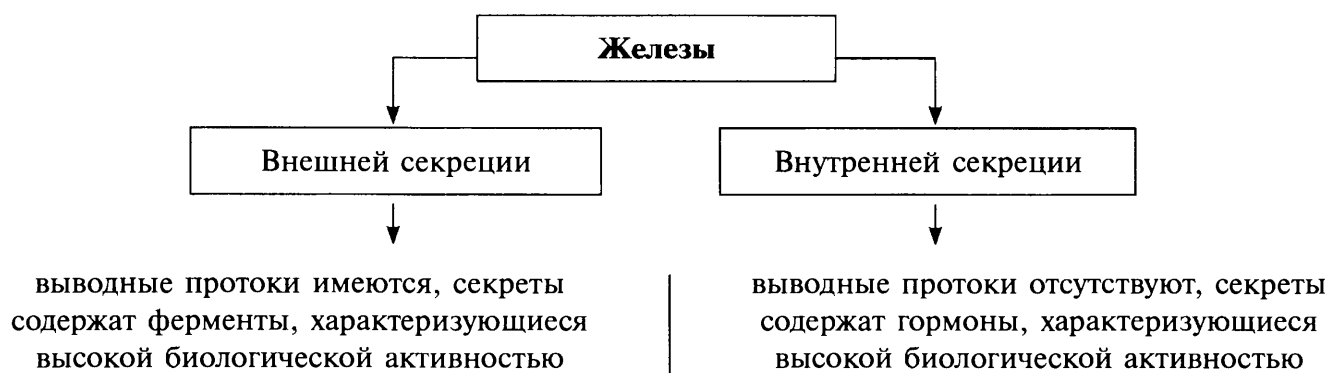 Железы
Внешней секреции
Внутренней секреции
выводные протоки имеются, секреты
содержат ферменты, характеризующиеся
высокой биологической активностью
выводные протоки отсутствуют, секреты
содержат гормоны, характеризующиеся
высокой биологической активностью